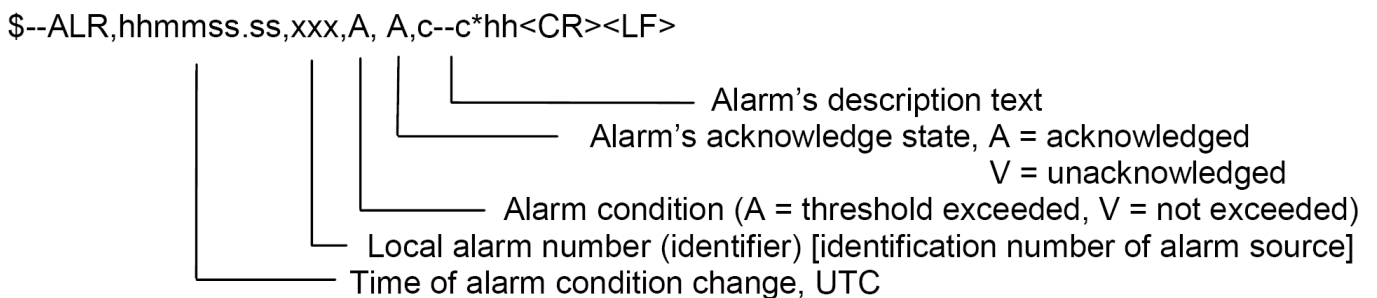 $--ALR,hhmmss.ss,xxx,A, A,c--c*hh<CR><LF>
Alarm's description text
Alarm's acknowledge state, A = acknowledged
V = unacknowledged
Alarm condition (A = threshold exceeded, V = not exceeded)
Local alarm number (identifier) [identification number of alarm source]
Time of alarm condition change, UTC